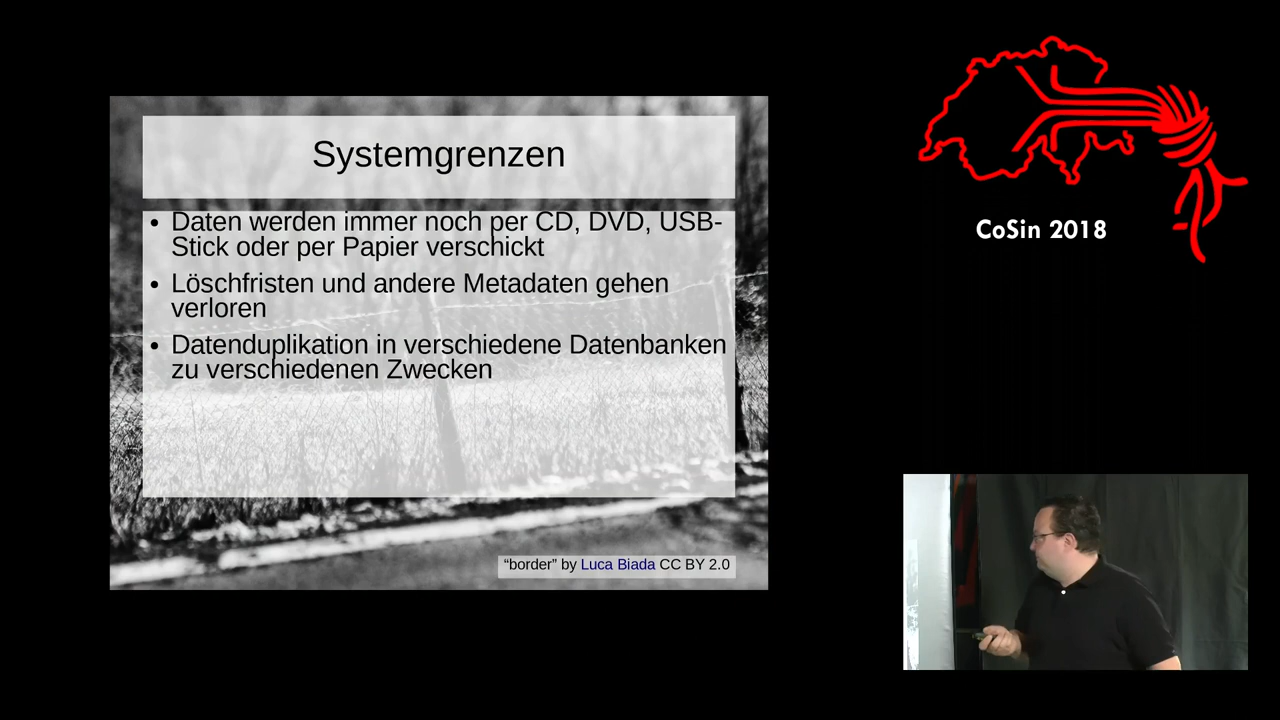 Systemgrenzen
• Daten werden immer noch per CD, DVD, USB-
Stick oder per Papier verschickt
• Löschfristen und andere Metadaten gehen
verloren
• Datenduplikation in verschiedene Datenbanken
zu verschiedenen Zwecken
“border” by Luca Biada CC BY 2.0
CoSin 2018